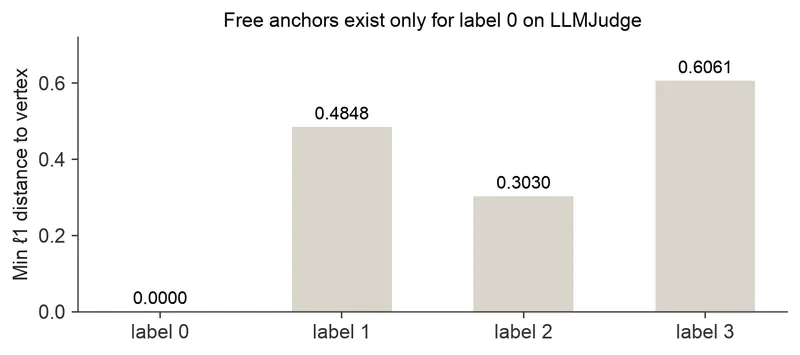 Free anchors exist only for label 0 on LLMJudge
Min ℓ1 distance to vertex
0.6
0.4
0.2
0.0
0.0000
0.4848
0.3030
0.6061
label 0
label 1
label 2
label 3